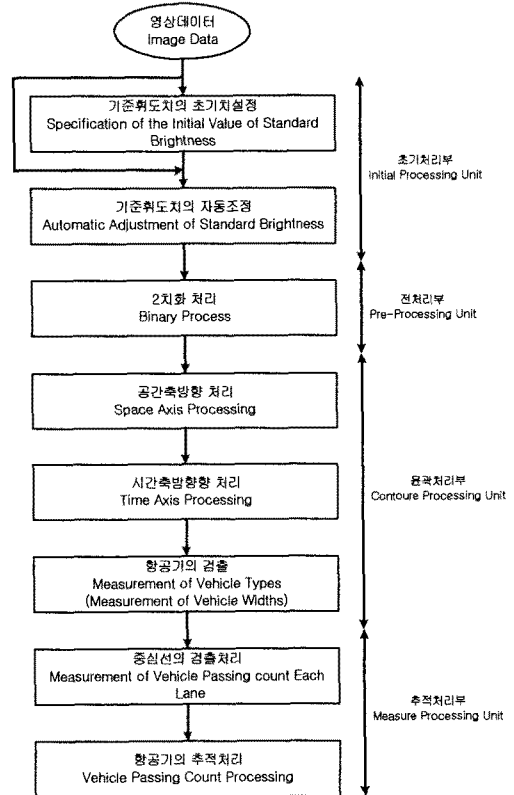 영상데이터
Image Data
기준휘도치의 초기치설정
Specification of the Initial Value of Standard
Brightness
초기처리부
Initial Processing Unit
기준휘도치의 자동조정
Automatic Adjustment of Standard Brightness
2치화 처리
Binary Process
전처리부
Pre-Processing Unit
공간축방향 처리
Space Axis Processing
시간축방향향 처리
Time Axis Processing
윤곽처리부
Contoure Processing Unit
항공기의 검출
Measurement of Vehicle Types
(Measurement of Vehicle Widths)
중심선의 검출처리
Measurement of Vehicle Passing count Each
Lane
추적처리부
Measure Processing Unit
항공기의 추적처리
Vehicle Passing Count Processing